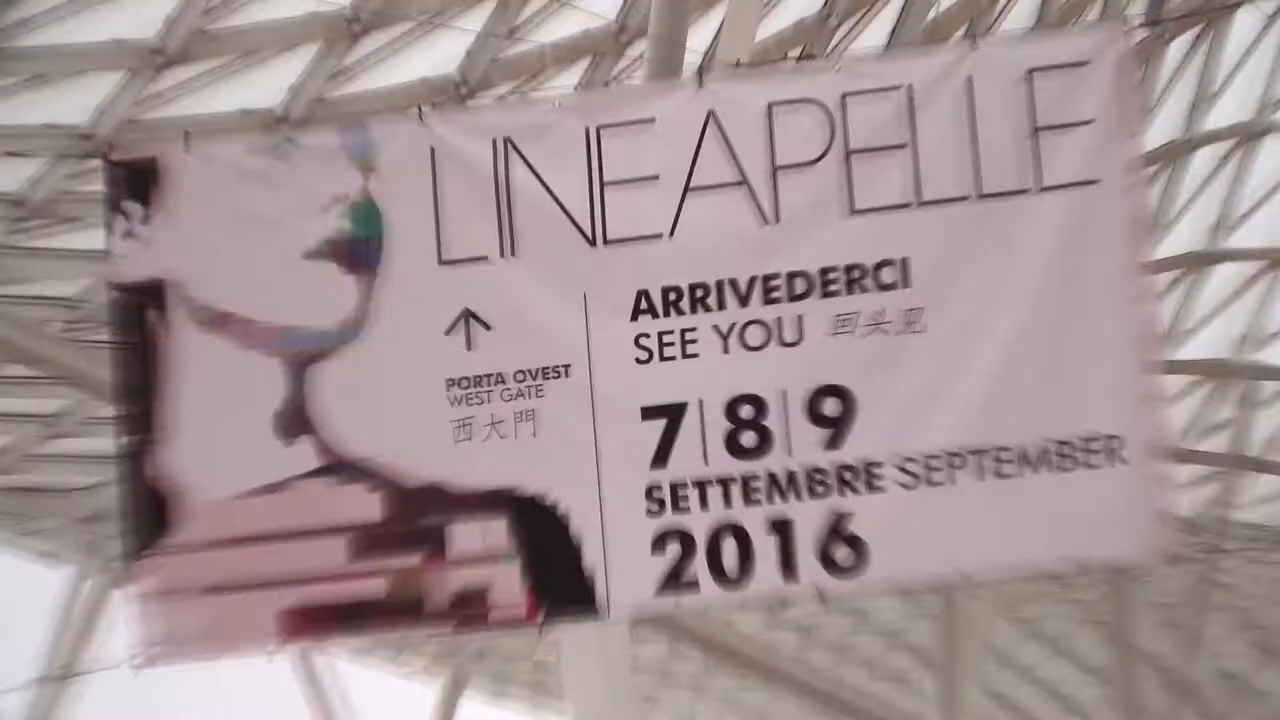 LINEAPELLE
↑
PORTA OVEST
WEST GATE
西大門
ARRIVEDERCI
SEE YOU 回头见
7|8|9
SETTEMBRE SEPTEMBER
2016